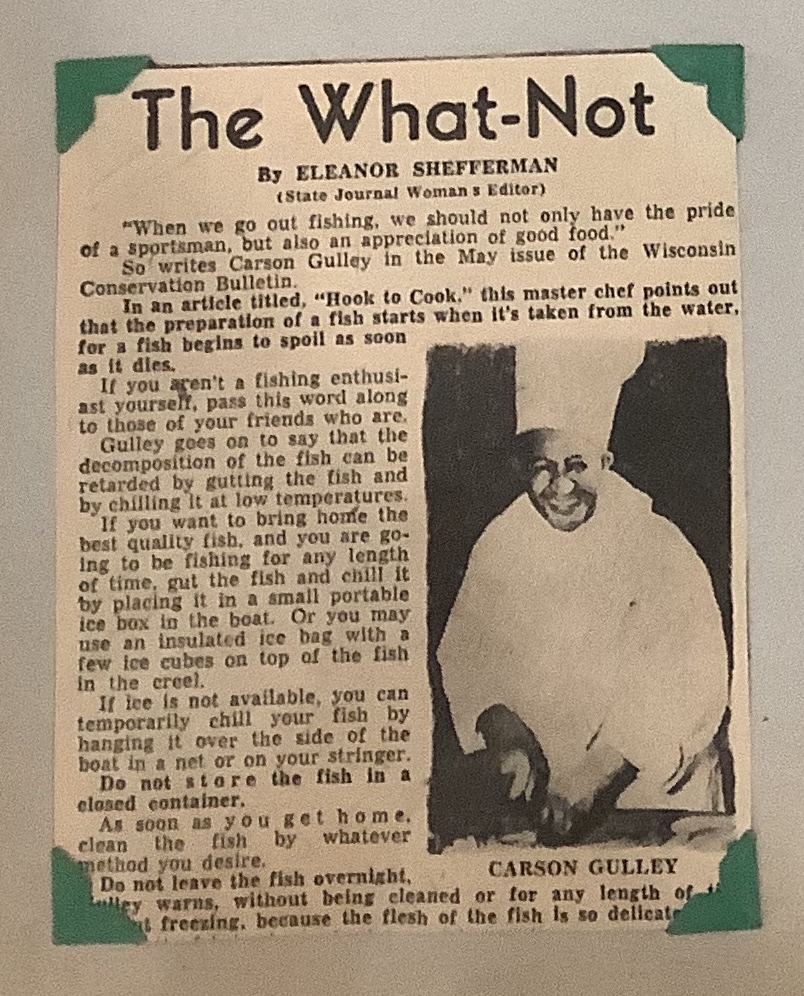 The What-Not
By ELEANOR SHEFFERMAN
(State Journal Woman s Editor)
"When we go out fishing, we should not only have the pride
of a sportsman, but also an appreciation of good food."
So writes Carson Gulley in the May issue of the Wisconsin
Conservation Bulletin.
In an article titled, "Hook to Cook," this master chef points out
that the preparation of a fish starts when it's taken from the water,
for a fish begins to spoil as soon
as it dies.
If you aren't a fishing enthusi-
ast yourself, pass this word along
to those of your friends who are.
Gulley goes on to say that the
decomposition of the fish can be
retarded by gutting the fish and
by chilling it at low temperatures.
If you want to bring home the
best quality fish, and you are go-
ing to be fishing for any length
of time, gut the fish and chill it
by placing it in a small portable
ice box in the boat. Or you may
use an insulated ice bag with a
few ice cubes on top of the fish
in the creel.
If ice is not available, you can
temporarily chill your fish by
hanging it over the side of the
boat in a net or on your stringer.
Do not store the fish in a
closed container.
As soon as you get home,
clean the fish by whatever
method you desire.
CARSON GULLEY
Do not leave the fish overnight,
warns, without being cleaned or for any length of
freezing, because the flesh of the fish is so